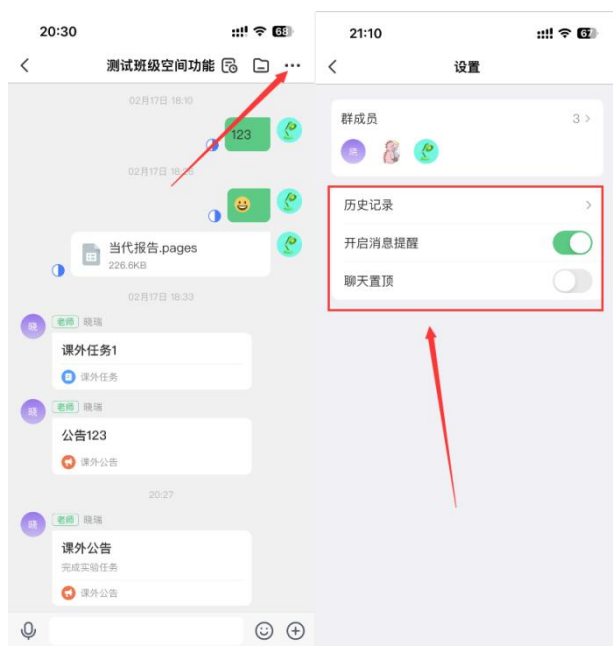 20:30
68
测试班级空间功能
02月17日 18:10
123
02月17日 18:26
当代报告.pages
226.6KB
02月17日 18:33
晓
老师 晓瑞
课外任务1
课外任务
晓
老师 晓瑞
公告123
课外公告
20:27
晓
老师 晓瑞
课外公告
完成实验任务
课外公告
21:10
67
设置
群成员
3
晓
历史记录
开启消息提醒
聊天置顶